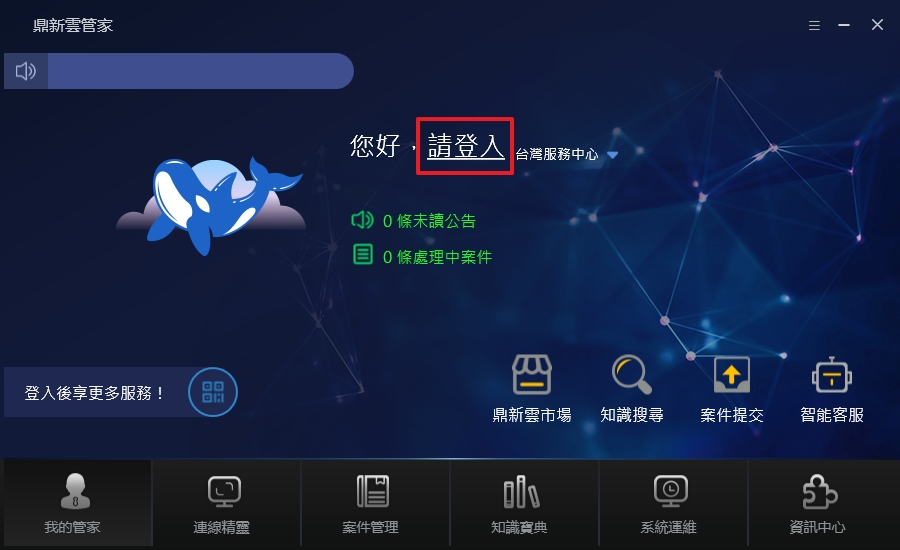 鼎新雲管家
您好，請登入 台灣服務中心
0 條未讀公告
0 條處理中案件
登入後享更多服務！
鼎新雲市場 知識搜尋 案件提交 智能客服
我的管家 連線精靈 案件管理 知識寶典 系統運維 資訊中心